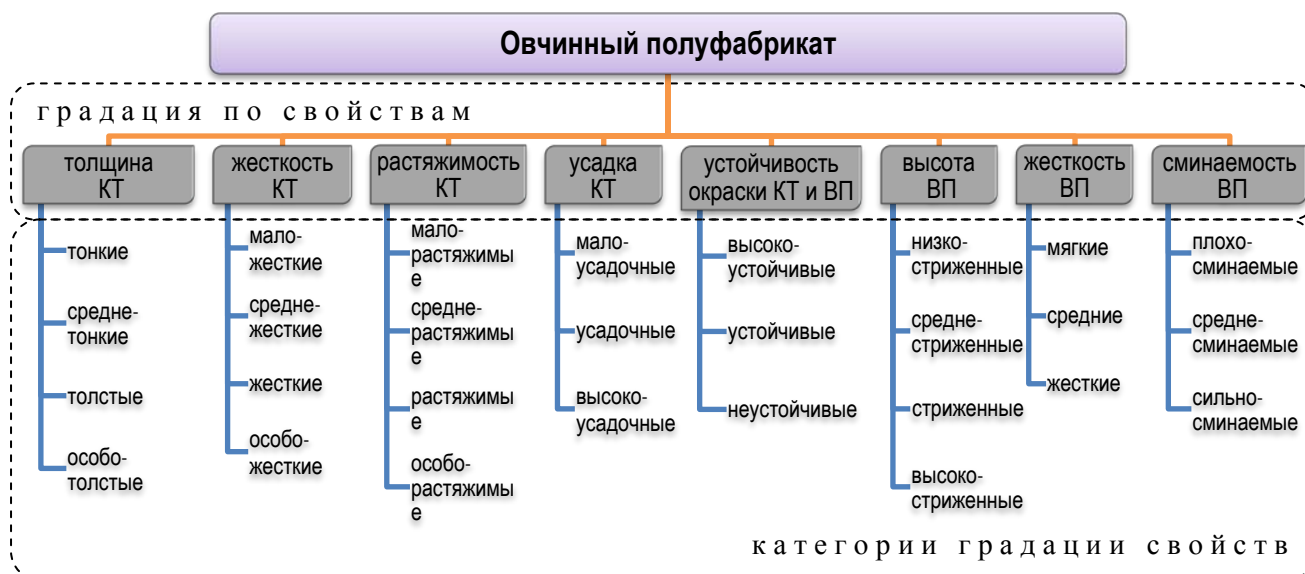 Овчинный полуфабрикат
градация по свойствам
толщина
КТ
жесткость
КТ
растяжимость
КТ
усадка
КТ
устойчивость
окраски КТ и ВП
высота
ВП
жесткость
ВП
сминаемость
ВП
тонкие
средне-
тонкие
толстые
особо-
толстые
мало-
жесткие
средне-
жесткие
жесткие
особо-
жесткие
мало-
растяжимы
е
средне-
растяжимы
е
растяжимы
е
особо-
растяжимы
е
мало-
усадочные
усадочные
высоко-
усадочные
высоко-
устойчивые
устойчивые
неустойчивые
низко-
стриженные
средне-
стриженные
стриженные
высоко-
стриженные
мягкие
средние
жесткие
плохо-
сминаемые
средне-
сминаемые
сильно-
сминаемые
категории градации свойств